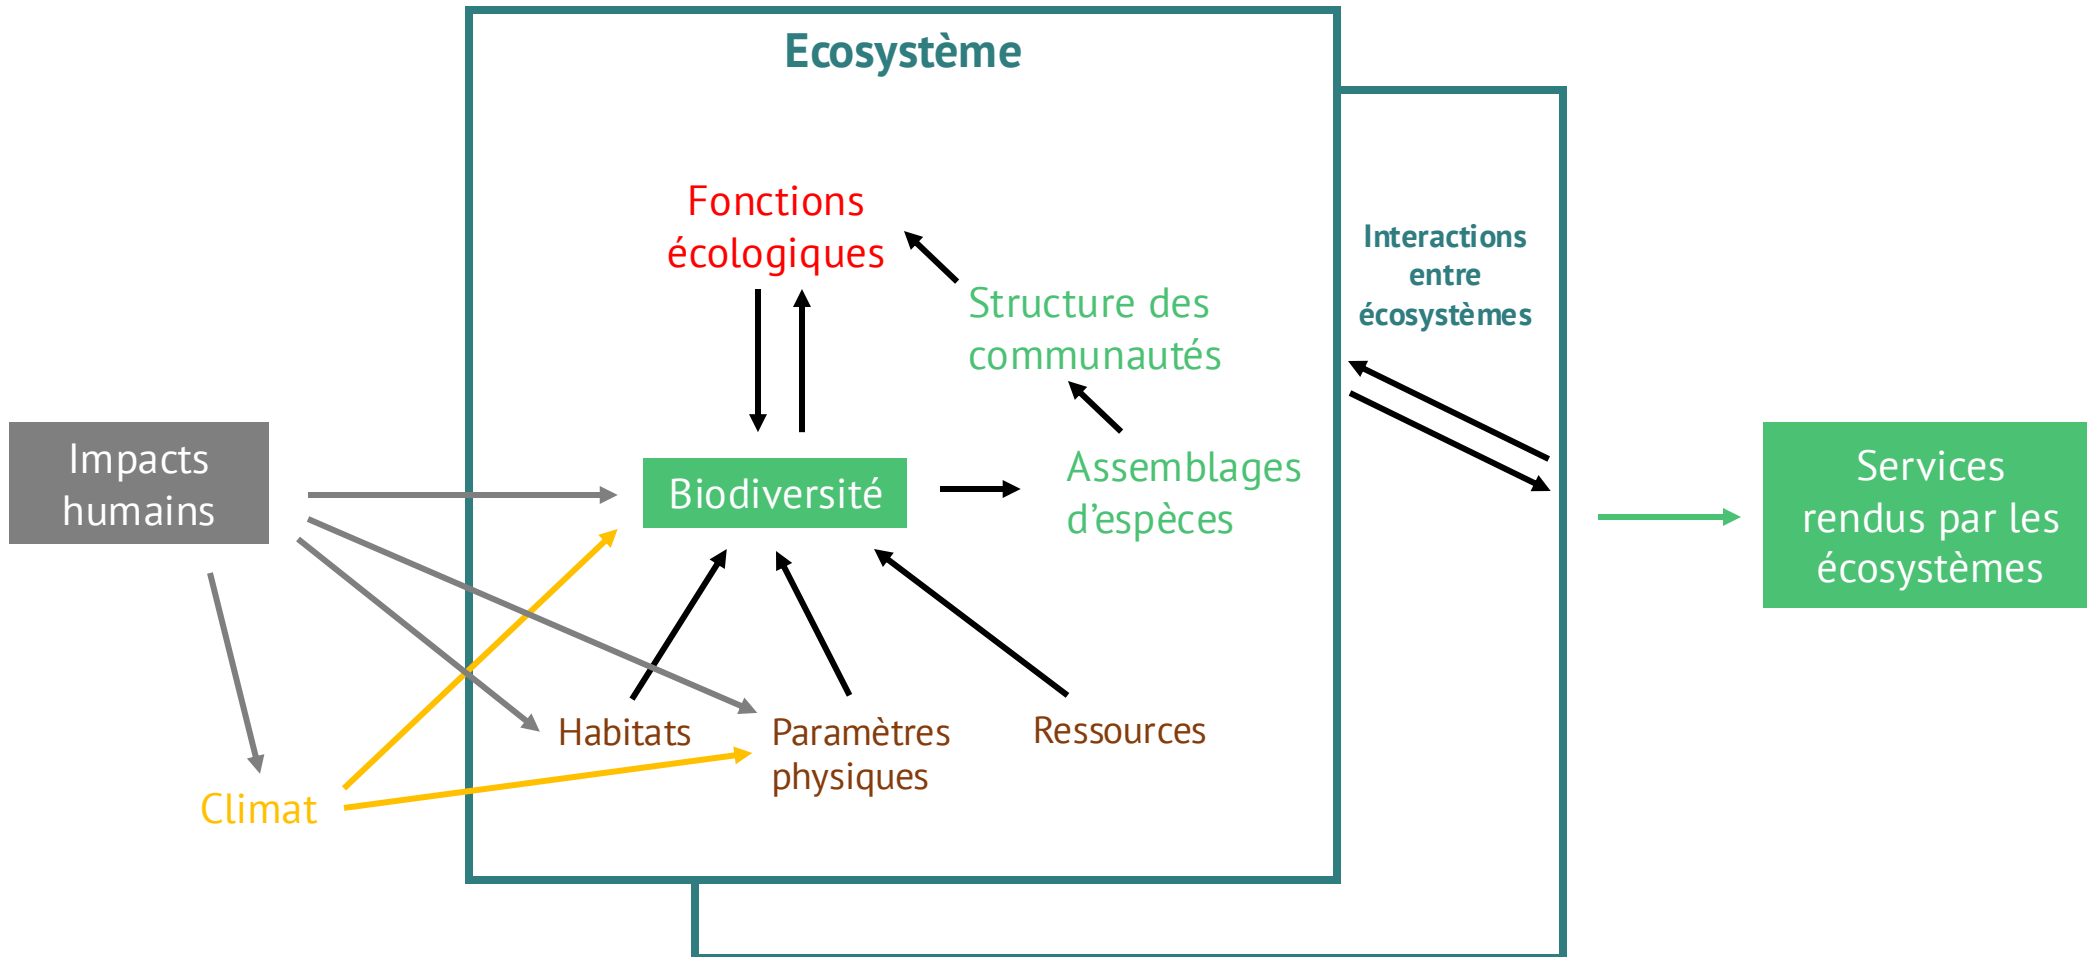 Ecosystème
Fonctions
écologiques
Interactions
entre
écosystèmes
Structure des
communautés
Impacts
humains
Biodiversité
Assemblages
d’espèces
Services
rendus par les
écosystèmes
Habitats
Paramètres
physiques
Ressources
Climat